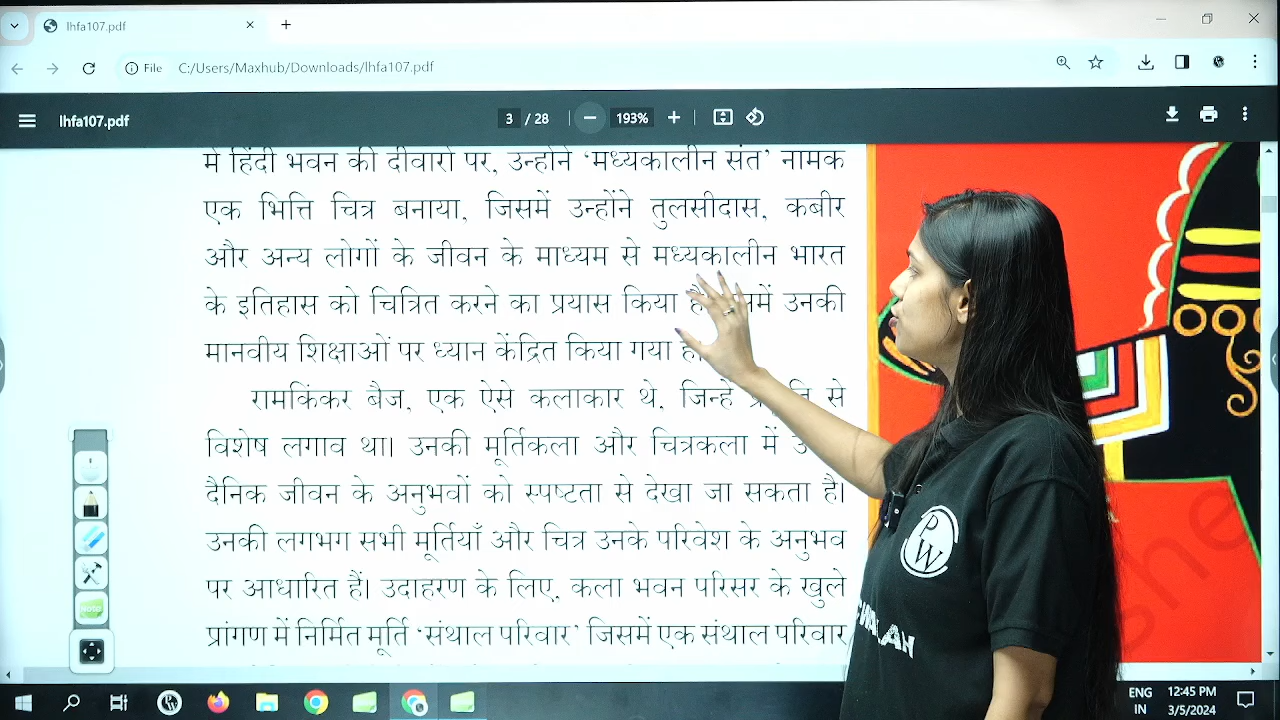 lhfa107.pdf
File C:/Users/Maxhub/Downloads/lhfa107.pdf
lhfa107.pdf 3 / 28 193%
में हिंदी भवन की दीवारों पर, उन्होंने ‘मध्यकालीन संत’ नामक
एक भित्ति चित्र बनाया, जिसमें उन्होंने तुलसीदास, कबीर
और अन्य लोगों के जीवन के माध्यम से मध्यकालीन भारत
के इतिहास को चित्रित करने का प्रयास किया उनकी
मानवीय शिक्षाओं पर ध्यान केंद्रित किया गया
रामकिंकर बैज, एक ऐसे कलाकार थे, जिन्हें से
विशेष लगाव था। उनकी मूर्तिकला और चित्रकला में
दैनिक जीवन के अनुभवों को स्पष्टता से देखा जा सकता है।
उनकी लगभग सभी मूर्तियाँ और चित्र उनके परिवेश के अनुभव
पर आधारित हैं। उदाहरण के लिए, कला भवन परिसर के खुले
प्रांगण में निर्मित मूर्ति ‘संथाल परिवार’ जिसमें एक संथाल परिवार
PW
Note
ENG 12:45 PM
IN 3/5/2024